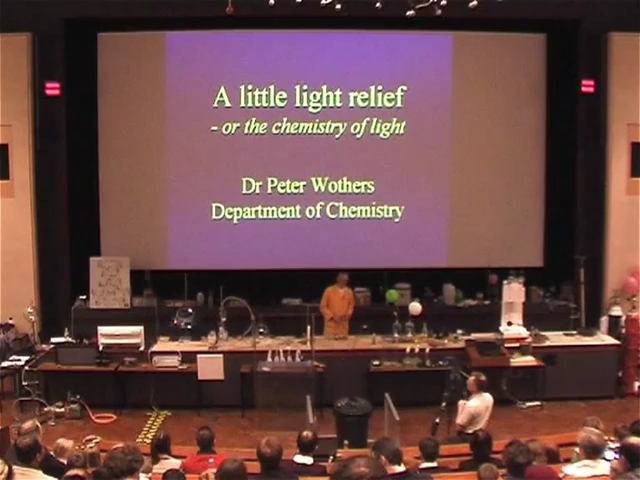 A little light relief
- or the chemistry of light
Dr Peter Wothers
Department of Chemistry